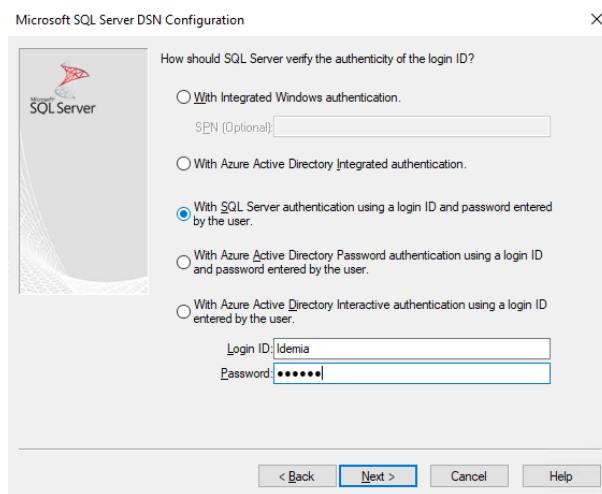 Microsoft SQL Server DSN Configuration
How should SQL Server verify the authenticity of the login ID?
Microsoft
SQL Server
With Integrated Windows authentication.
SPN (Optional):
With Azure Active Directory Integrated authentication.
With SQL Server authentication using a login ID and password entered
by the user.
With Azure Active Directory Password authentication using a login ID
and password entered by the user.
With Azure Active Directory Interactive authentication using a login ID
entered by the user.
Login ID: Idemia
Password: ●●●●●●
< Back Next > Cancel Help